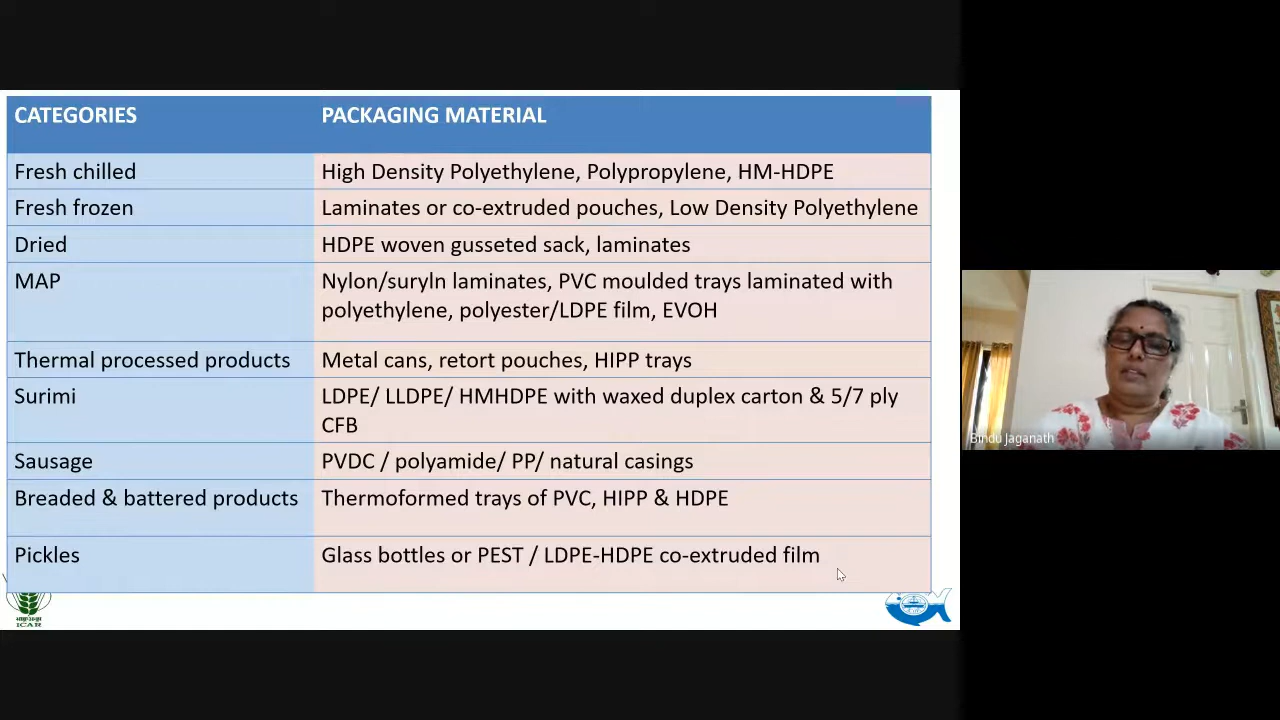 CATEGORIES PACKAGING MATERIAL
Fresh chilled High Density Polyethylene, Polypropylene, HM-HDPE
Fresh frozen Laminates or co-extruded pouches, Low Density Polyethylene
Dried HDPE woven gusseted sack, laminates
MAP Nylon/suryln laminates, PVC moulded trays laminated with
polyethylene, polyester/LDPE film, EVOH
Thermal processed products Metal cans, retort pouches, HIPP trays
Surimi LDPE/ LLDPE/ HMHDPE with waxed duplex carton & 5/7 ply
CFB
Sausage PVDC / polyamide/ PP/ natural casings
Breaded & battered products Thermoformed trays of PVC, HIPP & HDPE
Pickles Glass bottles or PEST / LDPE-HDPE co-extruded film
ICAR
Bindu Jaganath